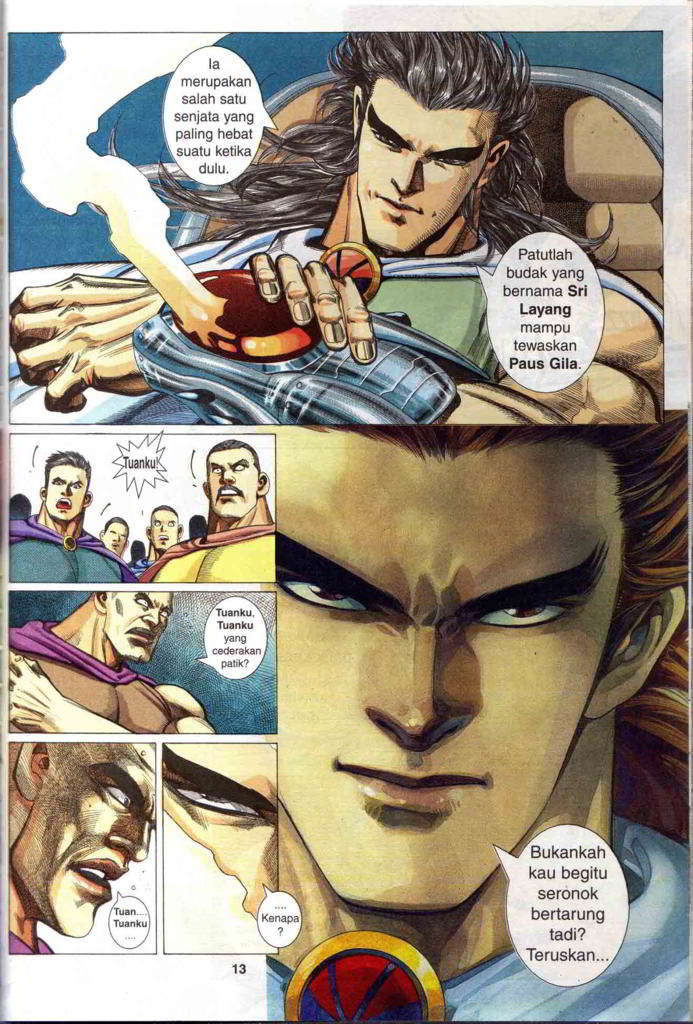 Ia
merupakan
salah satu
senjata yang
paling hebat
suatu ketika
dulu.
Patutlah
budak yang
bernama Sri
Layang
mampu
tewaskan
Paus Gila.
Tuanku!
Tuanku,
Tuanku
yang
cederakan
patik?
Tuan....
Tuanku
....
....
Kenapa
?
Bukankah
kau begitu
seronok
bertarung
tadi?
Teruskan...
13